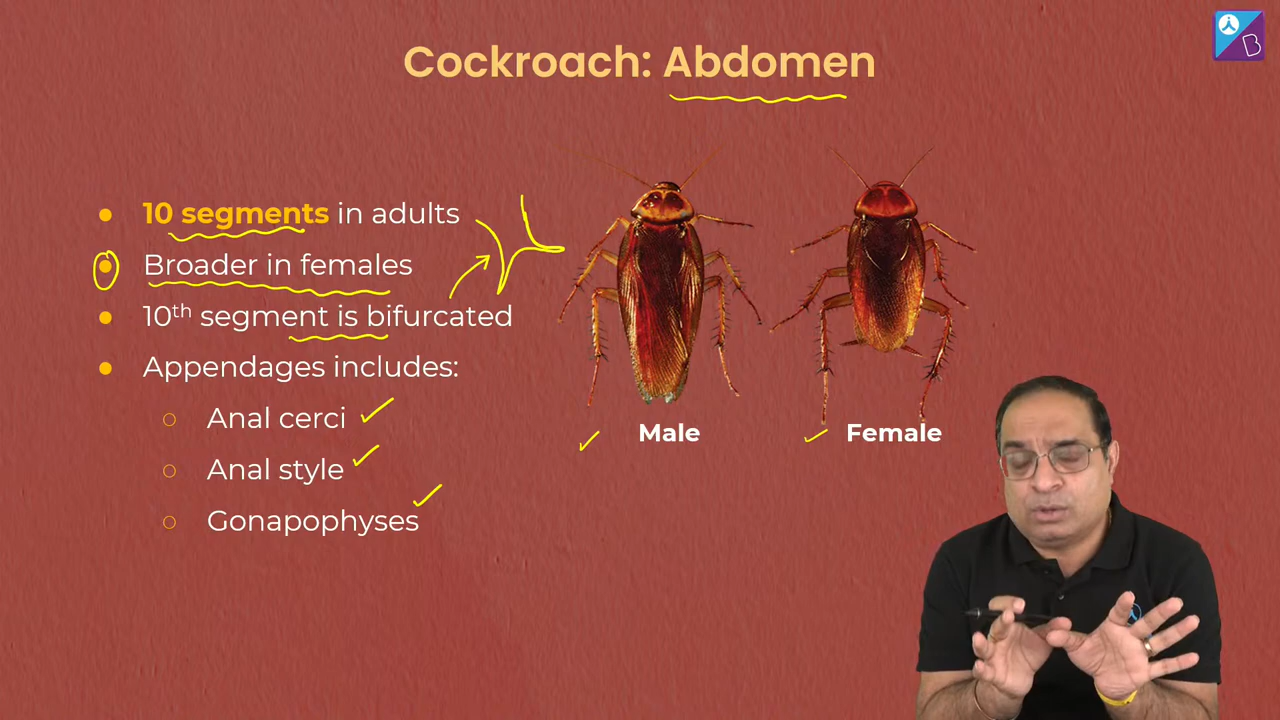 Cockroach: Abdomen
● 10 segments in adults
● Broader in females
● 10th segment is bifurcated
● Appendages includes:
○ Anal cerci
○ Anal style
○ Gonapophyses
Male
Female
B